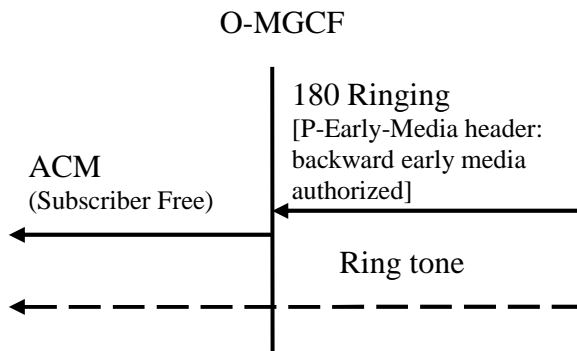 O-MGCF
180 Ringing
[P-Early-Media header:
backward early media
authorized]
ACM
(Subscriber Free)
Ring tone